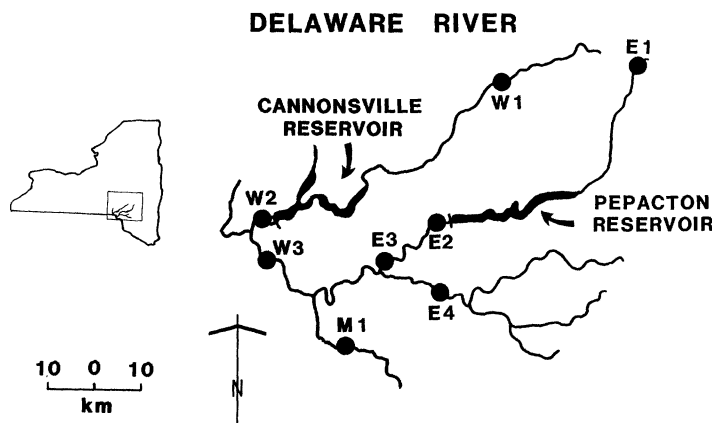 DELAWARE RIVER
E1
W1
CANNONSVILLE
RESERVOIR
W2
E2
PEPACTON
RESERVOIR
W3
E3
E4
M1
N
10 0 10
km